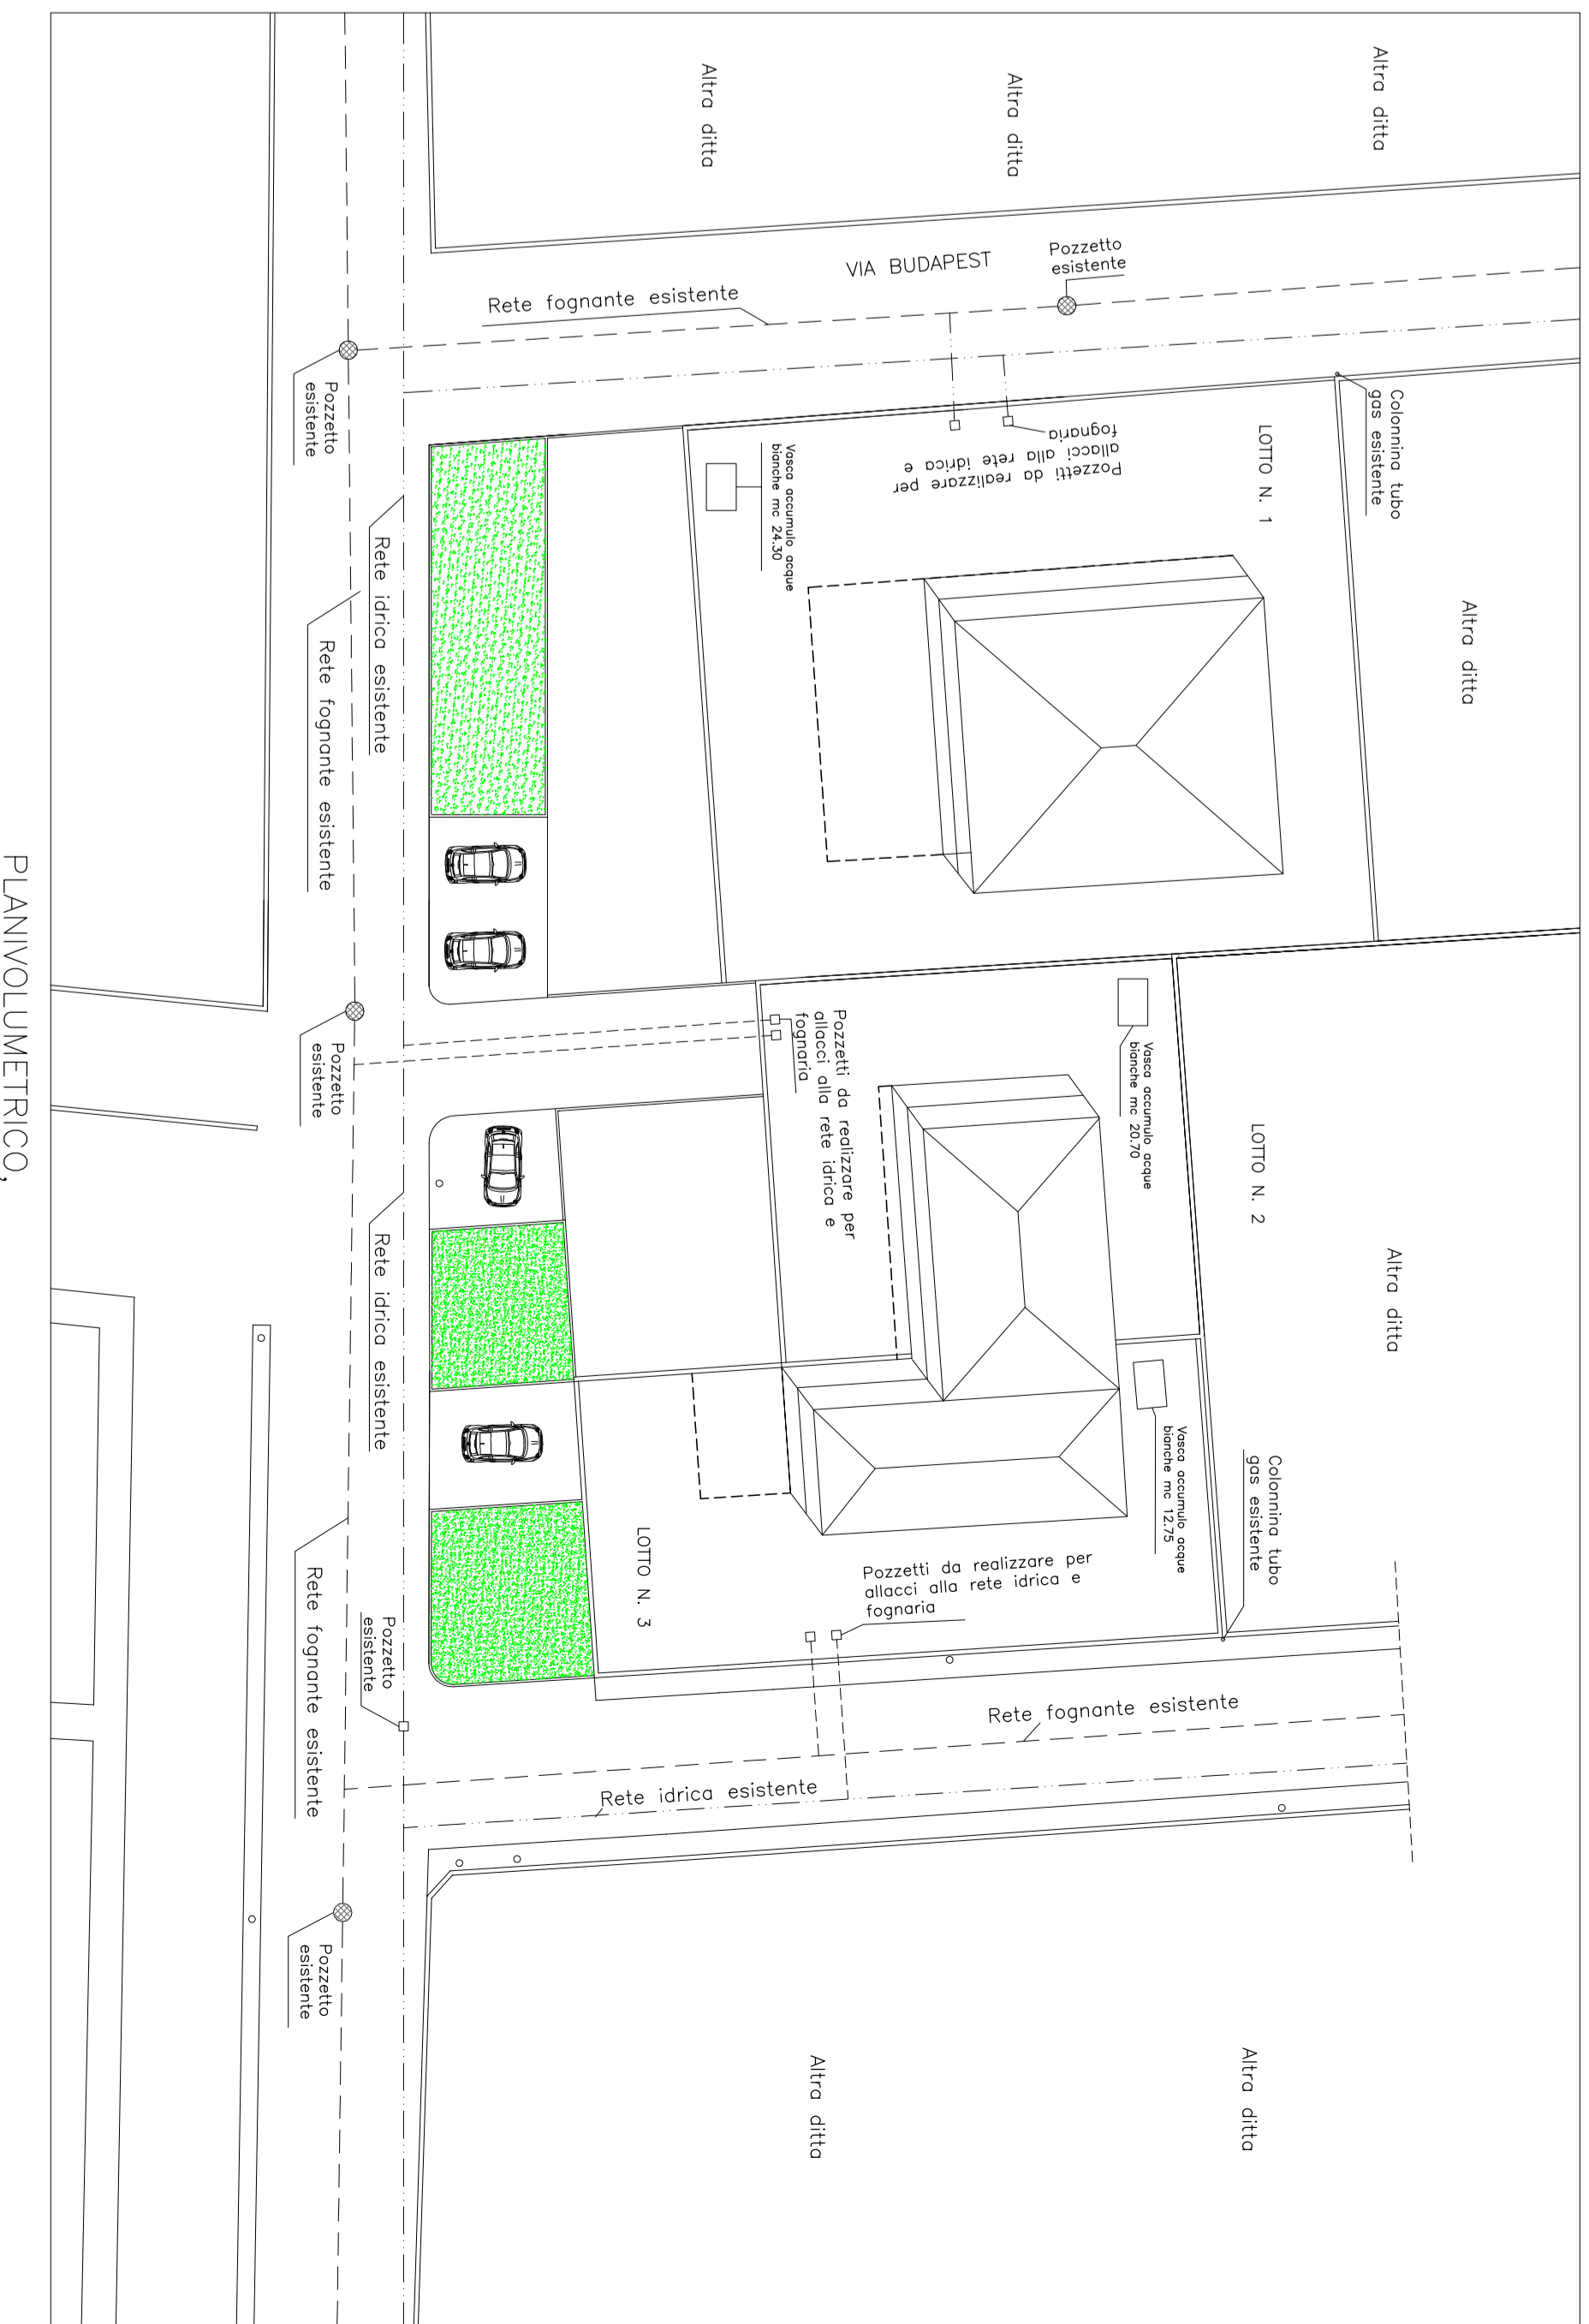 Altra ditta
Altra ditta
Altra ditta
VIA BUDAPEST
Pozzetto
esistente
Rete fognante esistente
Pozzetto
esistente
Colonnina tubo
gas esistente
LOTTO N. 1
Pozzetti da realizzare per
allacci alla rete idrica e
fognaria
Vasca accumulo acque
bianche mc 24.30
Altra ditta
Rete idrica esistente
Rete fognante esistente
Pozzetto
esistente
Pozzetti da realizzare per
allacci alla rete idrica e
fognaria
Vasca accumulo acque
bianche mc 20.70
LOTTO N. 2
Altra ditta
Rete idrica esistente
Vasca accumulo acque
bianche mc 12.75
Colonnina tubo
gas esistente
LOTTO N. 3
Pozzetti da realizzare per
allacci alla rete idrica e
fognaria
Rete fognante esistente
Pozzetto
esistente
Rete fognante esistente
Rete idrica esistente
Pozzetto
esistente
Altra ditta
Altra ditta
PLANIVOLUMETRICO,